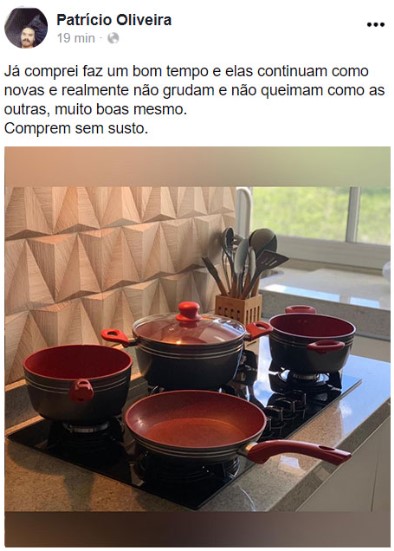 Patrício Oliveira
19 min ·
Já comprei faz um bom tempo e elas continuam como
novas e realmente não grudam e não queimam como as
outras, muito boas mesmo.
Comprem sem susto.